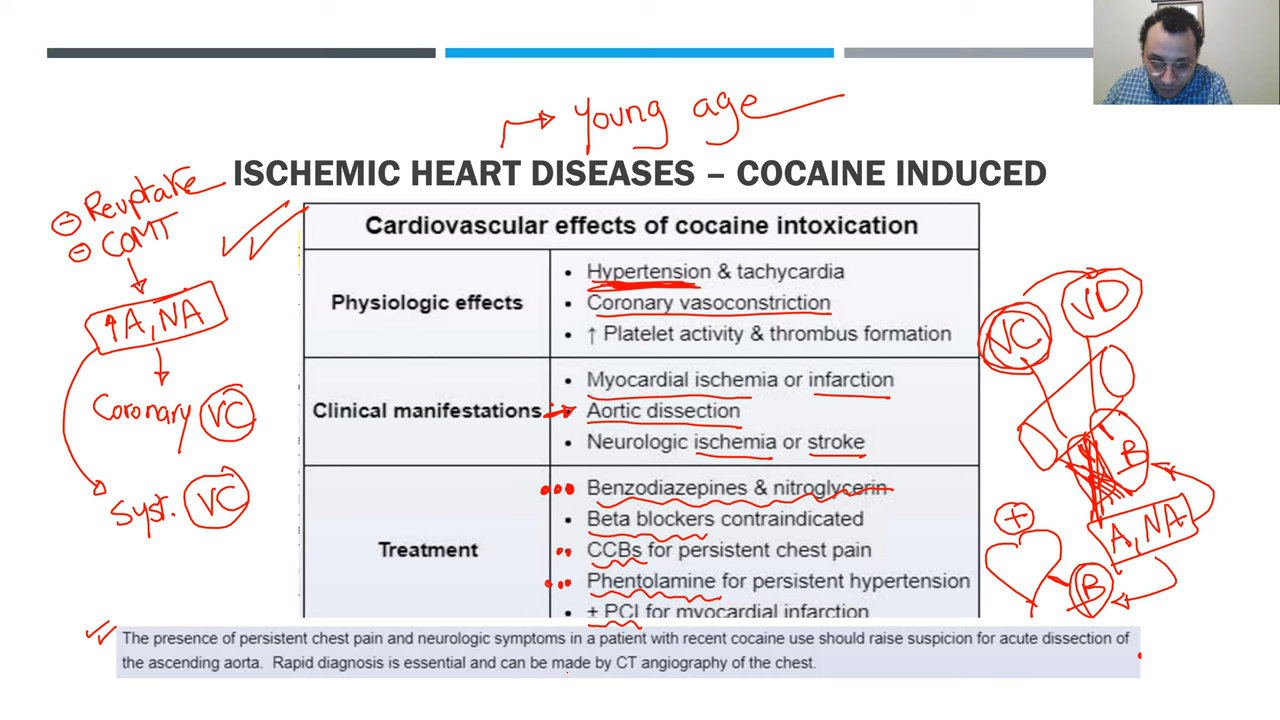 → Young age
ISCHEMIC HEART DISEASES – COCAINE INDUCED
⊖ Reuptake
⊖ COMT
↑A, NA
Coronary VC
Syst. VC
Cardiovascular effects of cocaine intoxication
Physiologic effects
• Hypertension & tachycardia
• Coronary vasoconstriction
• ↑ Platelet activity & thrombus formation
Clinical manifestations
• Myocardial ischemia or infarction
• Aortic dissection
• Neurologic ischemia or stroke
Treatment
• Benzodiazepines & nitroglycerin
• Beta blockers contraindicated
• CCBs for persistent chest pain
• Phentolamine for persistent hypertension
• ± PCI for myocardial infarction
VC
VD
B
A, NA
+
B
The presence of persistent chest pain and neurologic symptoms in a patient with recent cocaine use should raise suspicion for acute dissection of
the ascending aorta. Rapid diagnosis is essential and can be made by CT angiography of the chest.